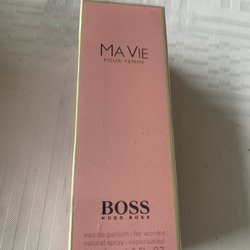 MA VIE
POUR FEMME
BOSS
HUGO BOSS
eau de parfum - for women
natural spray - vaporisateur